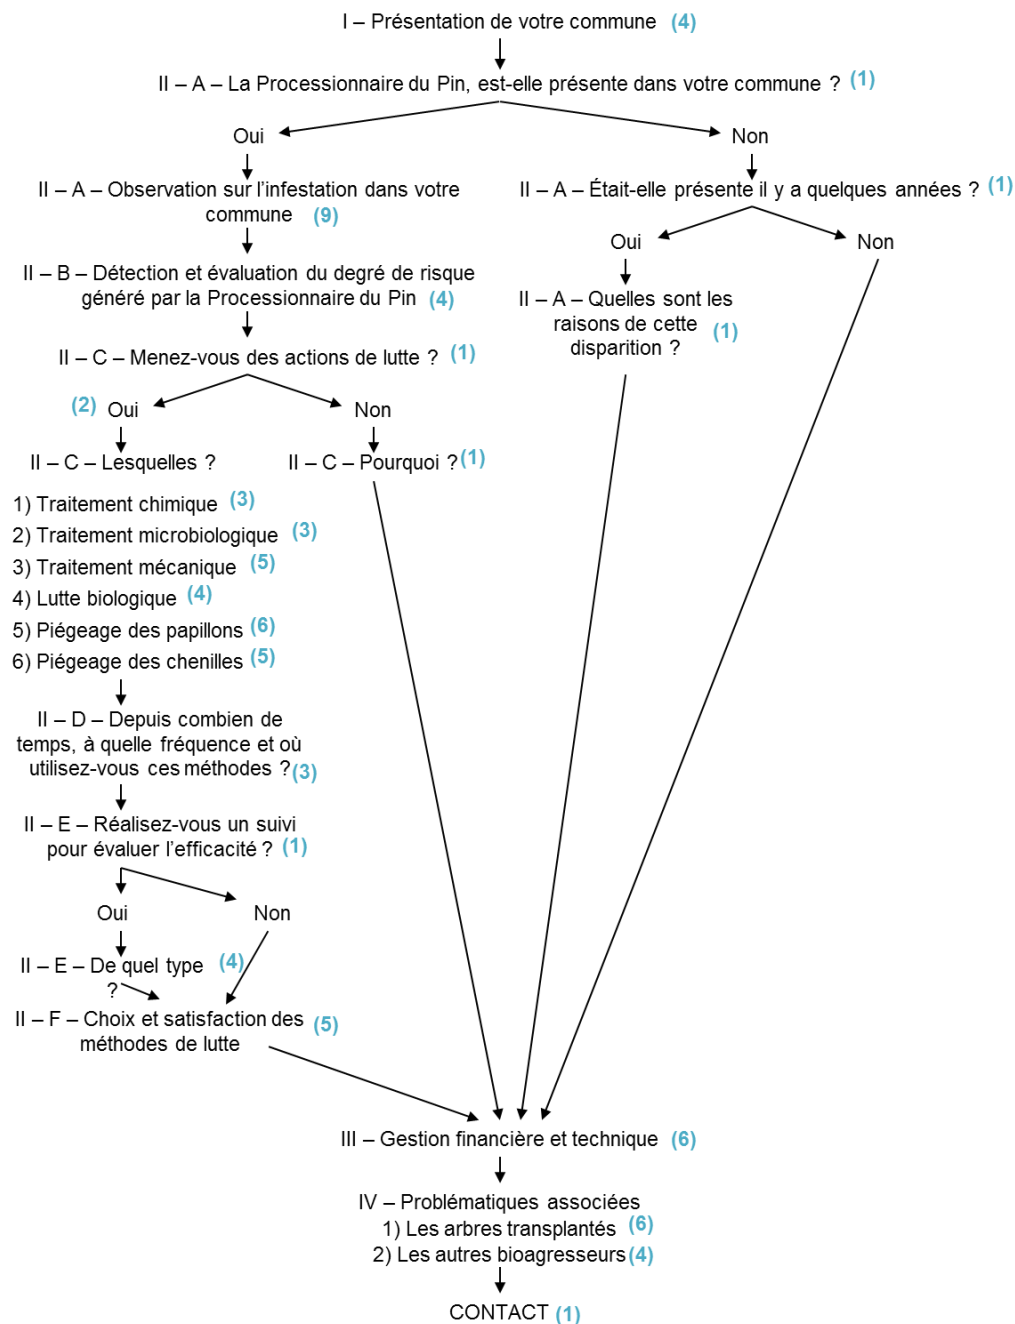 I – Présentation de votre commune (4)
II – A – La Processionnaire du Pin, est-elle présente dans votre commune ? (1)
Oui
Non
II – A – Observation sur l'infestation dans votre
commune (9)
II – A – Était-elle présente il y a quelques années ? (1)
Oui
Non
II – B – Détection et évaluation du degré de risque
généré par la Processionnaire du Pin (4)
II – A – Quelles sont les
raisons de cette
disparition ? (1)
II – C – Menez-vous des actions de lutte ? (1)
(2) Oui
Non
II – C – Lesquelles ?
II – C – Pourquoi ? (1)
1) Traitement chimique (3)
2) Traitement microbiologique (3)
3) Traitement mécanique (5)
4) Lutte biologique (4)
5) Piégeage des papillons (6)
6) Piégeage des chenilles (5)
II – D – Depuis combien de
temps, à quelle fréquence et où
utilisez-vous ces méthodes ? (3)
II – E – Réalisez-vous un suivi
pour évaluer l'efficacité ? (1)
Oui
Non
II – E – De quel type (4)
?
II – F – Choix et satisfaction des
méthodes de lutte (5)
III – Gestion financière et technique (6)
IV – Problématiques associées
1) Les arbres transplantés (6)
2) Les autres bioagresseurs (4)
CONTACT (1)